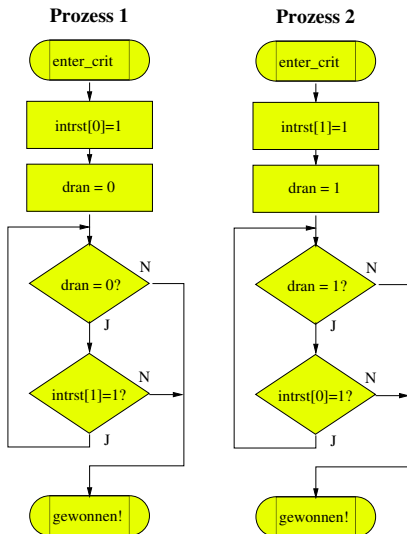 Prozess 1
enter_crit
intrst[0]=1
dran = 0
dran = 0?
N
J
intrst[1]=1?
N
J
gewonnen!
Prozess 2
enter_crit
intrst[1]=1
dran = 1
dran = 1?
N
J
intrst[0]=1?
N
J
gewonnen!